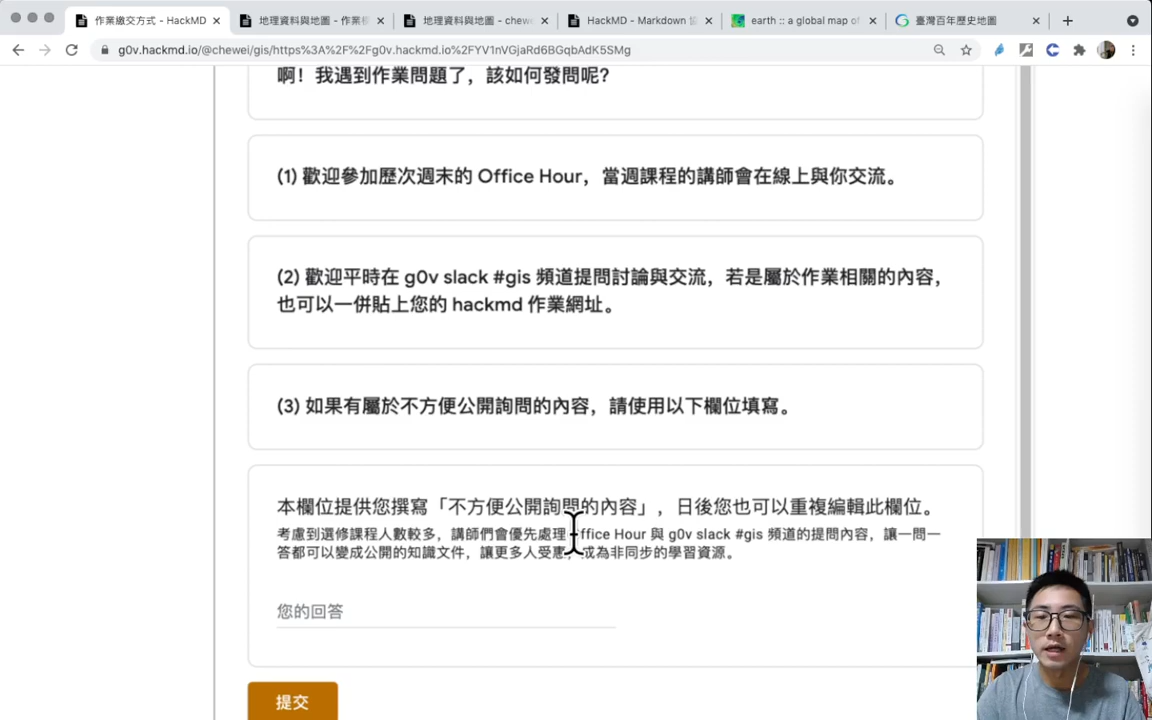 作業繳交方式 - HackMD
地理資料與地圖 - 作業
地理資料與地圖 - chew
HackMD - Markdown
earth :: a global map of
臺灣百年歷史地圖
g0v.hackmd.io/@chewei/gis/https%3A%2F%2Fg0v.hackmd.io%2FYV1nVGjaRd6BGqbAdK5SMg
啊！我遇到作業問題了，該如何發問呢?
(1) 歡迎參加歷次週末的 Office Hour，當週課程的講師會在線上與你交流。
(2) 歡迎平時在 g0v slack #gis 頻道提問討論與交流，若是屬於作業相關的內容，
也可以一併貼上您的 hackmd 作業網址。
(3) 如果有屬於不方便公開詢問的內容，請使用以下欄位填寫。
本欄位提供您撰寫「不方便公開詢問的內容」，日後您也可以重複編輯此欄位。
考慮到選修課程人數較多，講師們會優先處理 ffice Hour 與 g0v slack #gis 頻道的提問內容，讓一問一
答都可以變成公開的知識文件，讓更多人受惠，成為非同步的學習資源。
您的回答
提交